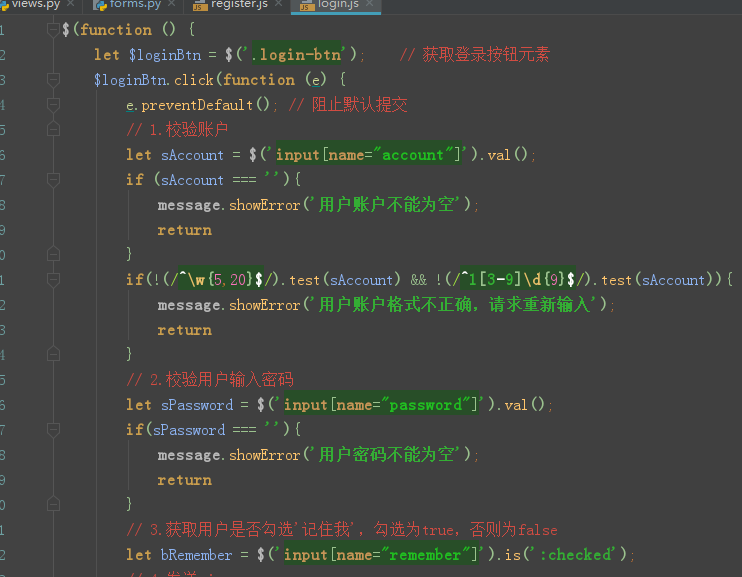 views.py × forms.py × register.js × login.js ×
1 $(function () {
2 let $loginBtn = $('.login-btn'); // 获取登录按钮元素
3 $loginBtn.click(function (e) {
4 e.preventDefault(); // 阻止默认提交
5 // 1.校验账户
6 let sAccount = $('input[name="account"]').val();
7 if (sAccount === ''){
8 message.showError('用户账户不能为空');
9 return
0 }
1 if(!(/^\w{5,20}$/).test(sAccount) && !(/^1[3-9]\d{9}$/).test(sAccount)){
2 message.showError('用户账户格式不正确，请求重新输入');
3 return
4 }
5 // 2.校验用户输入密码
6 let sPassword = $('input[name="password"]').val();
7 if(sPassword === ''){
8 message.showError('用户密码不能为空');
9 return
0 }
1 // 3.获取用户是否勾选'记住我'，勾选为true，否则为false
2 let bRemember = $('input[name="remember"]').is(':checked');